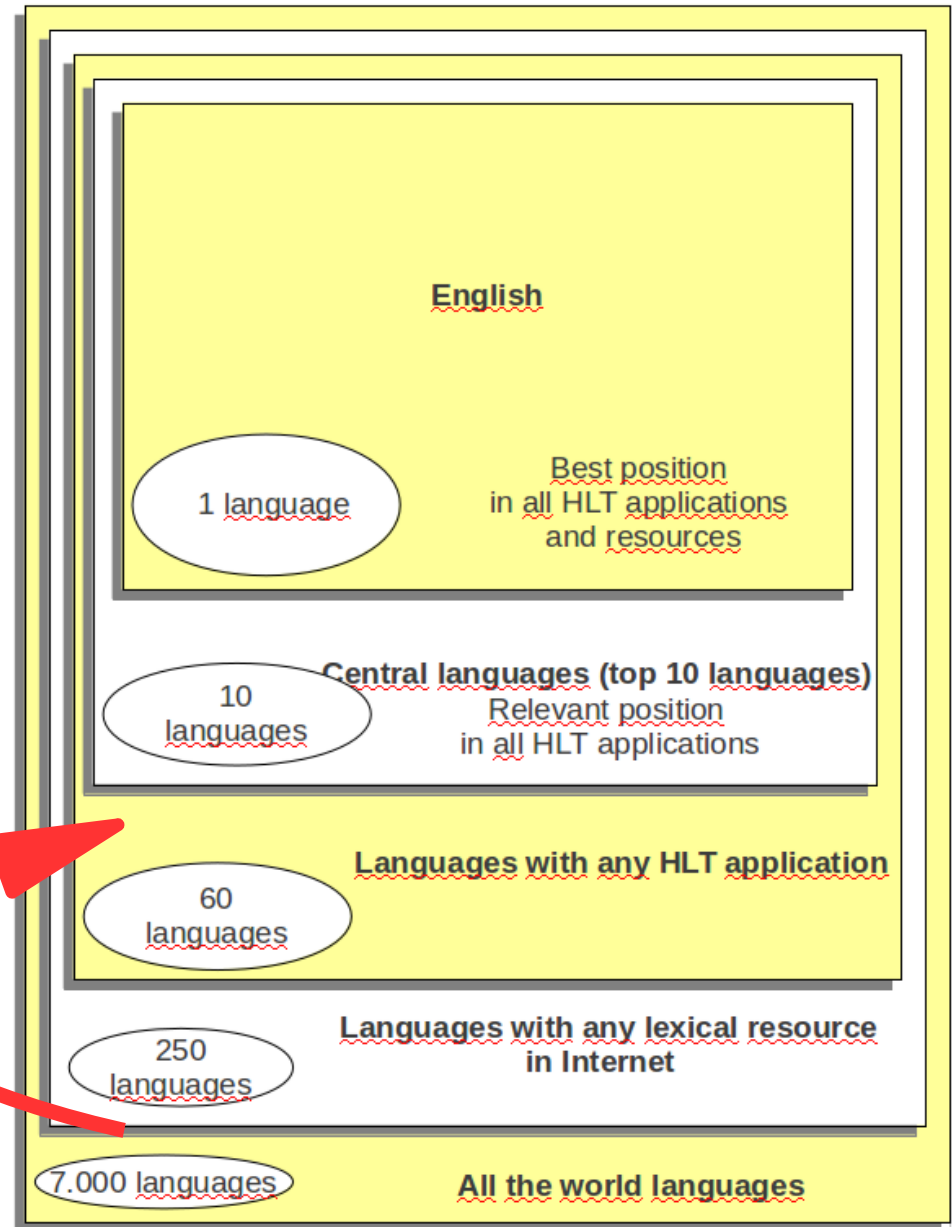 English
1 language
Best position
in all HLT applications
and resources
10
languages
Central languages (top 10 languages)
Relevant position
in all HLT applications
60
languages
Languages with any HLT application
250
languages
Languages with any lexical resource
in Internet
7.000 languages
All the world languages